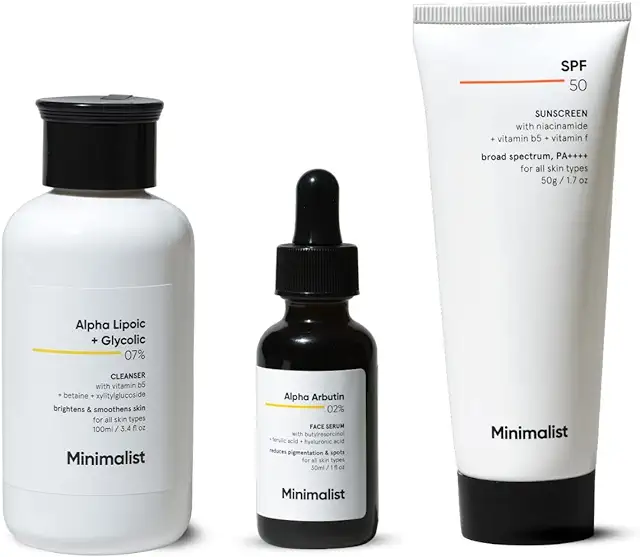 Alpha Lipoic
+ Glycolic
07%
CLEANSER
with vitamin b5
+ betaine + xylitylglucoside
brightens & smoothens skin
for all skin types
100ml / 3.4 fl oz
Minimalist
Alpha Arbutin
02%
FACE SERUM
with butylresorcinol
+ ferulic acid + hyaluronic acid
reduces pigmentation & spots
for all skin types
30ml / 1 fl oz
Minimalist
SPF
50
SUNSCREEN
with niacinamide
+ vitamin b5 + vitamin f
broad spectrum, PA++++
for all skin types
50g / 1.7 oz
Minimalist